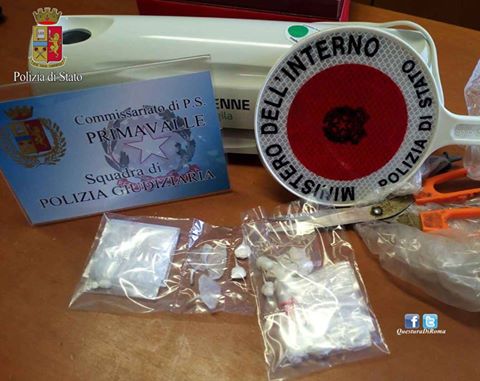 Polizia di Stato
Commissariato di P.S.
PRIMAVALLE
Squadra di
POLIZIA GIUDIZIARIA
ENNE
MINISTERO DELL'INTERNO
POLIZIA DI STATO
QuesturaDiRoma